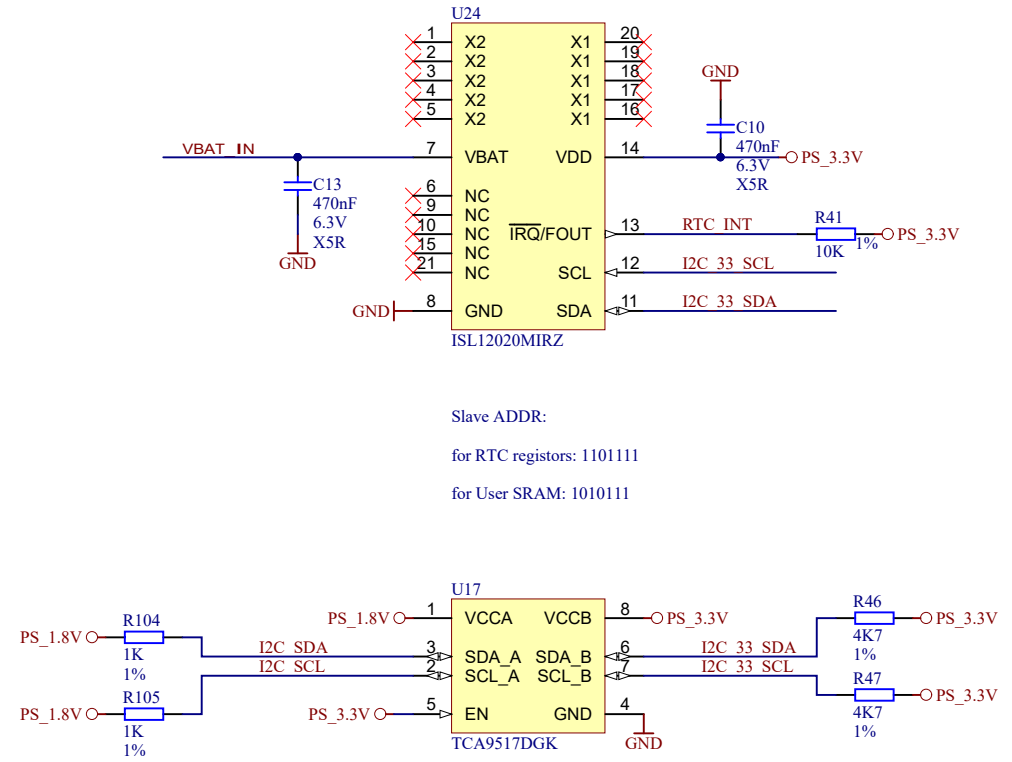 U24
1 X2 X1 20
2 X2 X1 19
3 X2 X1 18
4 X2 X1 17
5 X2 X1 16
GND
C10
470nF
6.3V
X5R
VBAT_IN 7 VBAT VDD 14 PS_3.3V
C13
470nF
6.3V
X5R
GND
6 NC
9 NC
10 NC
15 NC
21 NC
IRQ/FOUT 13 RTC_INT R41 10K 1% PS_3.3V
SCL 12 I2C_33_SCL
GND 8 GND SDA 11 I2C_33_SDA
ISL12020MIRZ
Slave ADDR:
for RTC registors: 1101111
for User SRAM: 1010111
U17
PS_1.8V 1 VCCA VCCB 8 PS_3.3V
PS_1.8V R104 1K 1%
I2C_SDA 3 SDA_A SDA_B 6 I2C_33_SDA
R46 4K7 1% PS_3.3V
I2C_SCL 2 SCL_A SCL_B 7 I2C_33_SCL
PS_1.8V R105 1K 1%
R47 4K7 1% PS_3.3V
PS_3.3V 5 EN GND 4
GND
TCA9517DGK